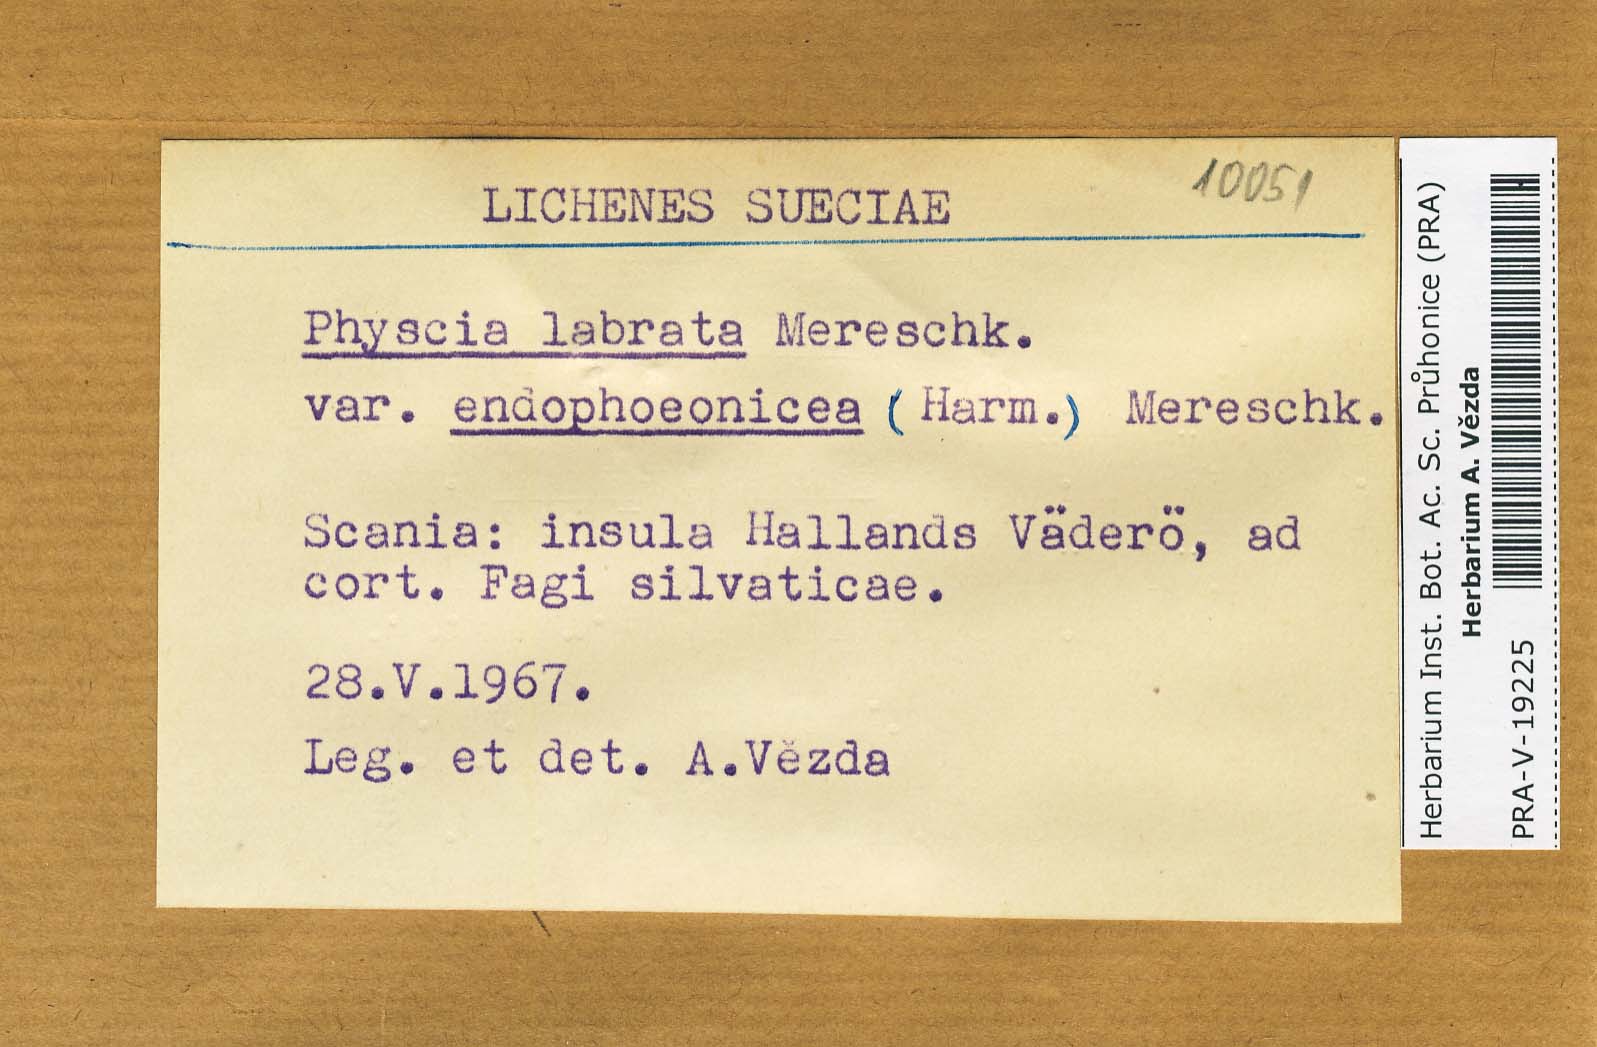 10051
LICHENES SUECIAE
Physcia labrata Mereschk.
var. endophoeonicea (Harm.) Mereschk.
Scania: insula Hallands Väderö, ad
cort. Fagi silvaticae.
28.V.1967.
Leg. et det. A.Vězda
Herbarium Inst. Bot. Ac. Sc. Průhonice (PRA)
Herbarium A. Vězda
PRA-V-19225